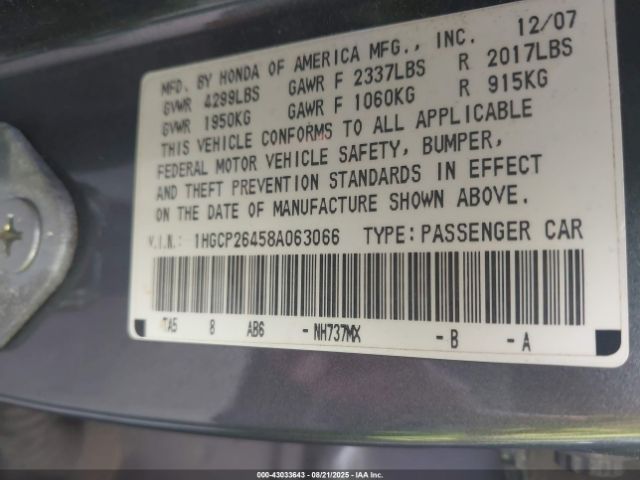 12/07
MFD. BY HONDA OF AMERICA MFG., INC.
GVWR 4299LBS GAWR F 2337LBS R 2017LBS
GVWR 1950KG GAWR F 1060KG R 915KG
THIS VEHICLE CONFORMS TO ALL APPLICABLE
FEDERAL MOTOR VEHICLE SAFETY, BUMPER,
AND THEFT PREVENTION STANDARDS IN EFFECT
ON THE DATE OF MANUFACTURE SHOWN ABOVE.
V.I.N.: 1HGCP26458A063066 TYPE: PASSENGER CAR
TA5 8 AB6 - NH737MX - B - A
000-43033643 - 08/21/2025 - IAA Inc.